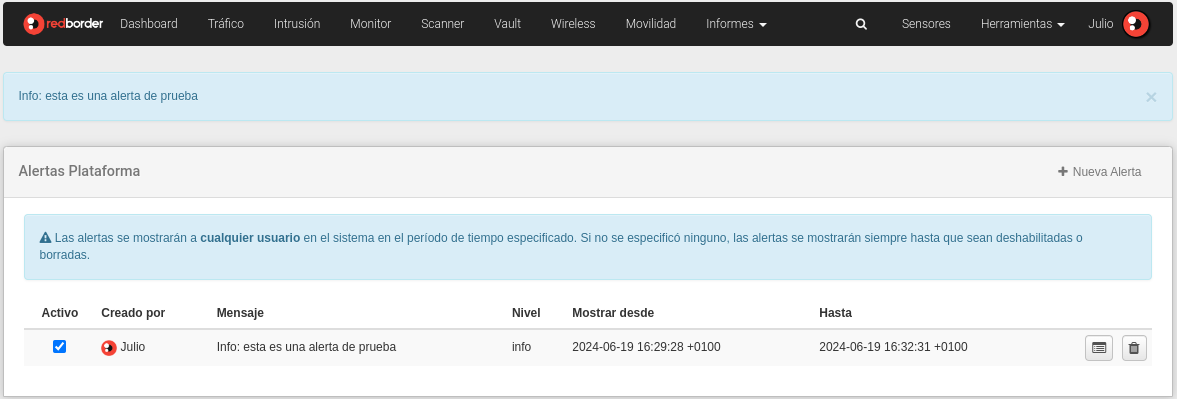 redborder Dashboard Tráfico Intrusión Monitor Scanner Vault Wireless Movilidad Informes Sensores Herramientas Julio
Info: esta es una alerta de prueba ×
Alertas Plataforma + Nueva Alerta
Las alertas se mostrarán a cualquier usuario en el sistema en el período de tiempo especificado. Si no se especificó ninguno, las alertas se mostrarán siempre hasta que sean deshabilitadas o
borradas.
Activo Creado por Mensaje Nivel Mostrar desde Hasta
Julio Info: esta es una alerta de prueba info 2024-06-19 16:29:28 +0100 2024-06-19 16:32:31 +0100